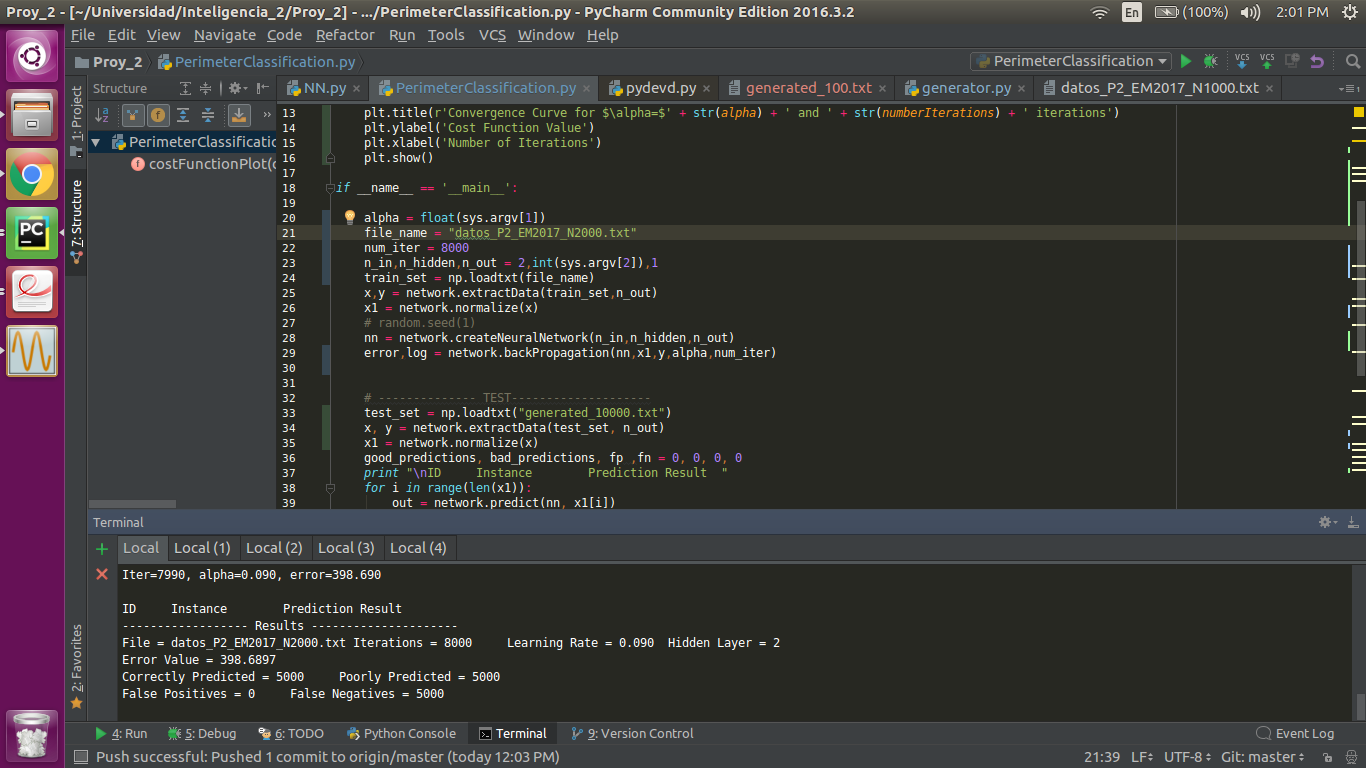 Proy_2 - [~/Universidad/Inteligencia_2/Proy_2] - .../PerimeterClassification.py - PyCharm Community Edition 2016.3.2
En (100%) 2:01 PM
File Edit View Navigate Code Refactor Run Tools VCS Window Help
Proy_2 PerimeterClassification.py PerimeterClassification VCS VCS
Structure NN.py × PerimeterClassification.py × pydevd.py × generated_100.txt × generator.py × datos_P2_EM2017_N1000.txt ×
1: Project
7: Structure
2: Favorites
PerimeterClassificatio
costFunctionPlot(c
13 plt.title(r'Convergence Curve for $\alpha=$' + str(alpha) + ' and ' + str(numberIterations) + ' iterations')
14 plt.ylabel('Cost Function Value')
15 plt.xlabel('Number of Iterations')
16 plt.show()
17
18 if __name__ == '__main__':
19
20 alpha = float(sys.argv[1])
21 file_name = "datos_P2_EM2017_N2000.txt"
22 num_iter = 8000
23 n_in,n_hidden,n_out = 2,int(sys.argv[2]),1
24 train_set = np.loadtxt(file_name)
25 x,y = network.extractData(train_set,n_out)
26 x1 = network.normalize(x)
27 # random.seed(1)
28 nn = network.createNeuralNetwork(n_in,n_hidden,n_out)
29 error,log = network.backPropagation(nn,x1,y,alpha,num_iter)
30
31
32 # -------------- TEST--------------------
33 test_set = np.loadtxt("generated_10000.txt")
34 x, y = network.extractData(test_set, n_out)
35 x1 = network.normalize(x)
36 good_predictions, bad_predictions, fp ,fn = 0, 0, 0, 0
37 print "\nID     Instance        Prediction Result  "
38 for i in range(len(x1)):
39 out = network.predict(nn, x1[i])
Terminal
Local Local (1) Local (2) Local (3) Local (4)
Iter=7990, alpha=0.090, error=398.690
ID     Instance        Prediction Result
------------------ Results ---------------------
File = datos_P2_EM2017_N2000.txt Iterations = 8000     Learning Rate = 0.090  Hidden Layer = 2
Error Value = 398.6897
Correctly Predicted = 5000     Poorly Predicted = 5000
False Positives = 0     False Negatives = 5000
4: Run 5: Debug 6: TODO Python Console Terminal 9: Version Control Event Log
Push successful: Pushed 1 commit to origin/master (today 12:03 PM) 21:39 LF UTF-8 Git: master